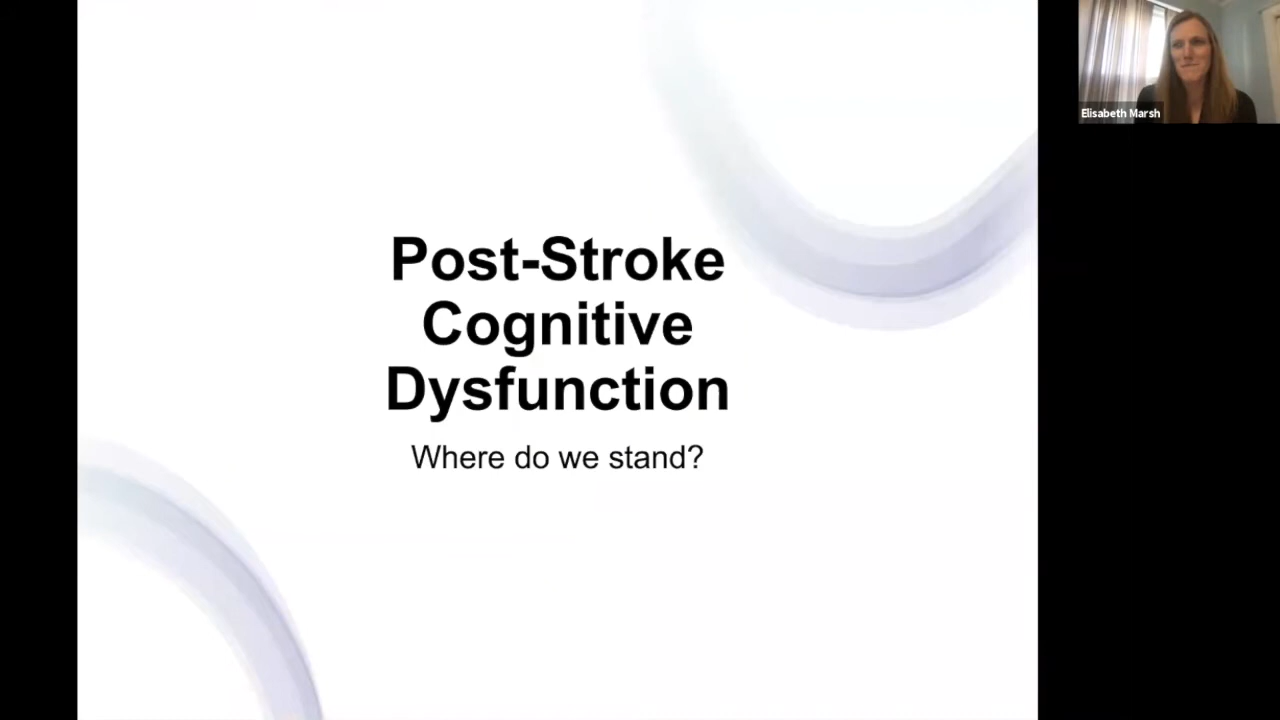 Post-Stroke
Cognitive
Dysfunction
Where do we stand?
Elisabeth Marsh